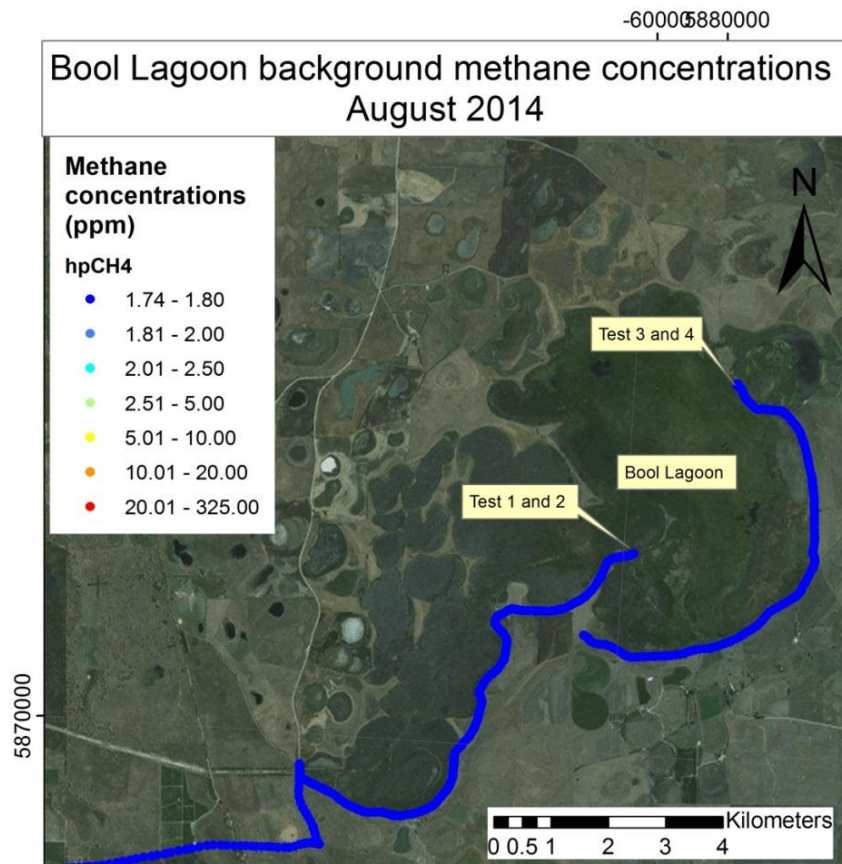 -60000 5880000
Bool Lagoon background methane concentrations
August 2014
Methane
concentrations
(ppm)
hpCH4
1.74 - 1.80
1.81 - 2.00
2.01 - 2.50
2.51 - 5.00
5.01 - 10.00
10.01 - 20.00
20.01 - 325.00
N
Test 3 and 4
Bool Lagoon
Test 1 and 2
5870000
Kilometers
0 0.5 1 2 3 4